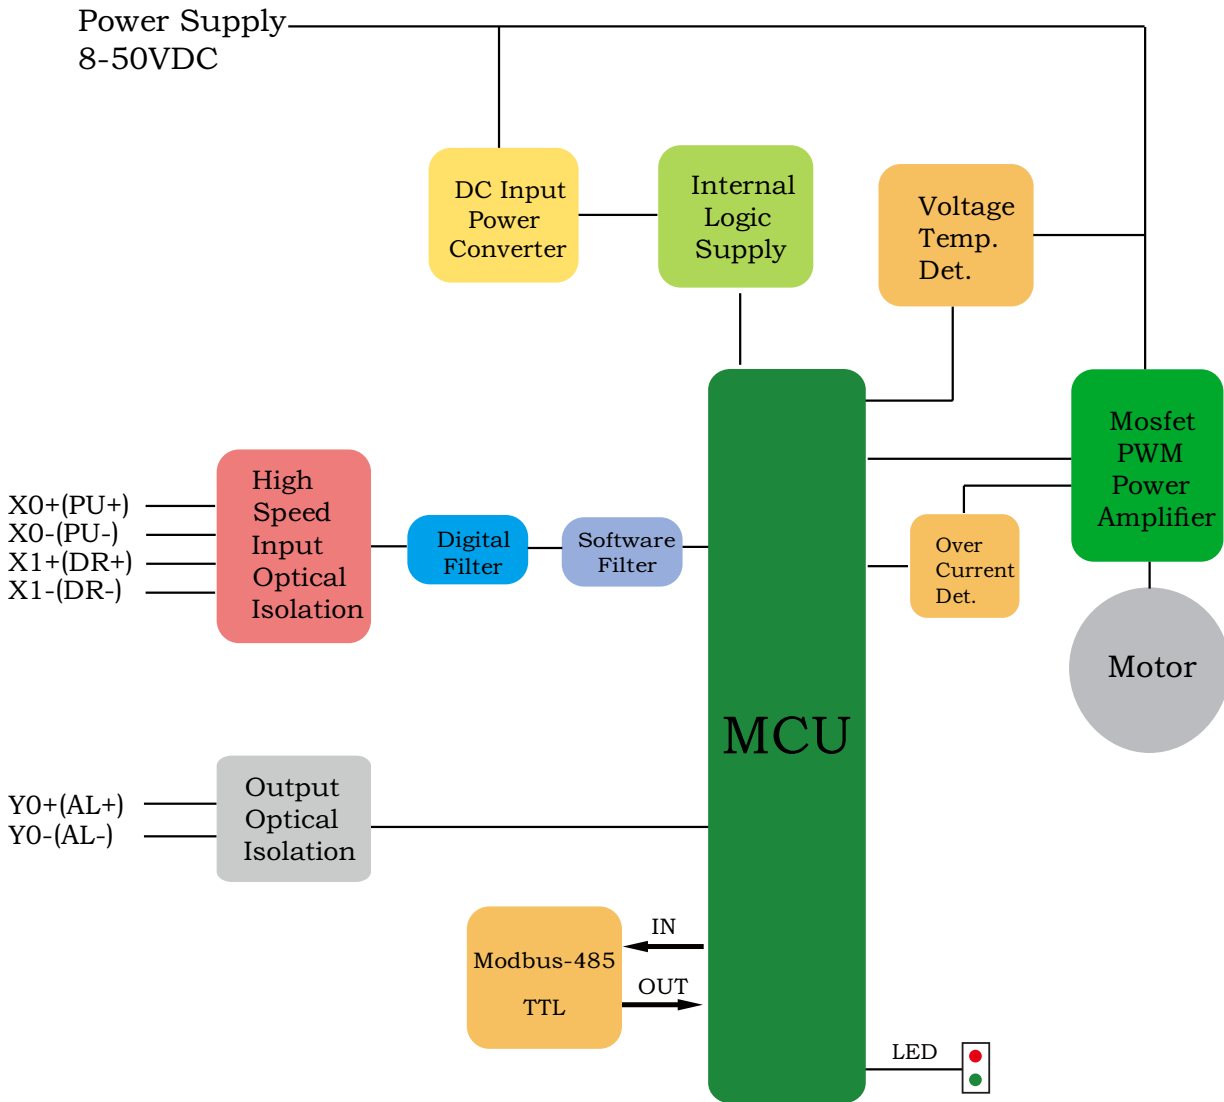 Power Supply
8-50VDC
DC Input
Power
Converter
Internal
Logic
Supply
Voltage
Temp.
Det.
Mosfet
PWM
Power
Amplifier
High
Speed
Input
Optical
Isolation
X0+(PU+)
X0-(PU-)
X1+(DR+)
X1-(DR-)
Digital
Filter
Software
Filter
Over
Current
Det.
Motor
MCU
Y0+(AL+)
Y0-(AL-)
Output
Optical
Isolation
IN
Modbus-485
OUT
TTL
LED